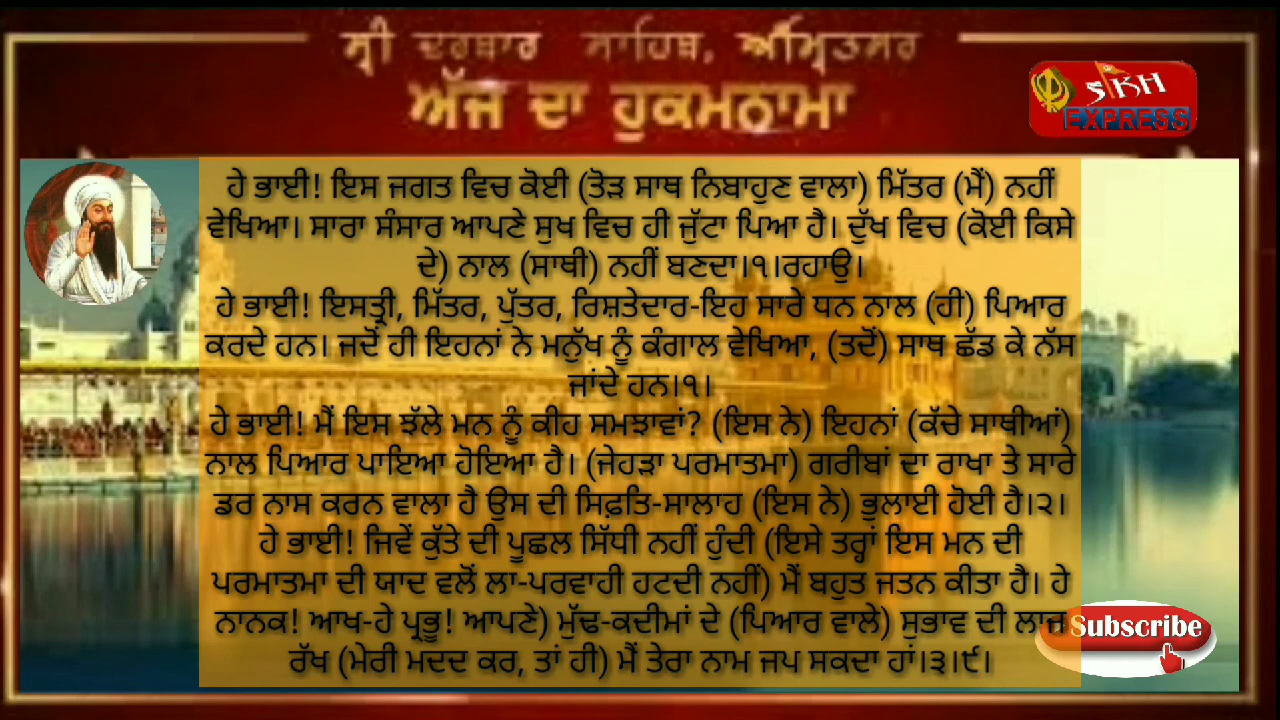 ਸ੍ਰੀ ਦਰਬਾਰ ਸਾਹਿਬ, ਅੰਮ੍ਰਿਤਸਰ
ਅੱਜ ਦਾ ਹੁਕਮਨਾਮਾ
SIKH
EXPRESS
ਹੇ ਭਾਈ! ਇਸ ਜਗਤ ਵਿਚ ਕੋਈ (ਤੋੜ ਸਾਥ ਨਿਬਾਹੁਣ ਵਾਲਾ) ਮਿੱਤਰ (ਮੈਂ) ਨਹੀਂ
ਵੇਖਿਆ। ਸਾਰਾ ਸੰਸਾਰ ਆਪਣੇ ਸੁਖ ਵਿਚ ਹੀ ਜੁੱਟਾ ਪਿਆ ਹੈ। ਦੁੱਖ ਵਿਚ (ਕੋਈ ਕਿਸੇ
ਦੇ) ਨਾਲ (ਸਾਥੀ) ਨਹੀਂ ਬਣਦਾ।੧।ਰਹਾਉ।
ਹੇ ਭਾਈ! ਇਸਤ੍ਰੀ, ਮਿੱਤਰ, ਪੁੱਤਰ, ਰਿਸ਼ਤੇਦਾਰ-ਇਹ ਸਾਰੇ ਧਨ ਨਾਲ (ਹੀ) ਪਿਆਰ
ਕਰਦੇ ਹਨ। ਜਦੋਂ ਹੀ ਇਹਨਾਂ ਨੇ ਮਨੁੱਖ ਨੂੰ ਕੰਗਾਲ ਵੇਖਿਆ, (ਤਦੋਂ) ਸਾਥ ਛੱਡ ਕੇ ਨੱਸ
ਜਾਂਦੇ ਹਨ।੧।
ਹੇ ਭਾਈ! ਮੈਂ ਇਸ ਝੱਲੇ ਮਨ ਨੂੰ ਕੀਹ ਸਮਝਾਵਾਂ? (ਇਸ ਨੇ) ਇਹਨਾਂ (ਕੱਚੇ ਸਾਥੀਆਂ)
ਨਾਲ ਪਿਆਰ ਪਾਇਆ ਹੋਇਆ ਹੈ। (ਜੇਹੜਾ ਪਰਮਾਤਮਾ) ਗਰੀਬਾਂ ਦਾ ਰਾਖਾ ਤੇ ਸਾਰੇ
ਡਰ ਨਾਸ ਕਰਨ ਵਾਲਾ ਹੈ ਉਸ ਦੀ ਸਿਫ਼ਤਿ-ਸਾਲਾਹ (ਇਸ ਨੇ) ਭੁਲਾਈ ਹੋਈ ਹੈ।੨।
ਹੇ ਭਾਈ! ਜਿਵੇਂ ਕੁੱਤੇ ਦੀ ਪੂਛਲ ਸਿੱਧੀ ਨਹੀਂ ਹੁੰਦੀ (ਇਸੇ ਤਰ੍ਹਾਂ ਇਸ ਮਨ ਦੀ
ਪਰਮਾਤਮਾ ਦੀ ਯਾਦ ਵਲੋਂ ਲਾ-ਪਰਵਾਹੀ ਹਟਦੀ ਨਹੀਂ) ਮੈਂ ਬਹੁਤ ਜਤਨ ਕੀਤਾ ਹੈ। ਹੇ
ਨਾਨਕ! ਆਖ-ਹੇ ਪ੍ਰਭੂ! ਆਪਣੇ) ਮੁੱਢ-ਕਦੀਮਾਂ ਦੇ (ਪਿਆਰ ਵਾਲੇ) ਸੁਭਾਵ ਦੀ ਲਾਜ
ਰੱਖ (ਮੇਰੀ ਮਦਦ ਕਰ, ਤਾਂ ਹੀ) ਮੈਂ ਤੇਰਾ ਨਾਮ ਜਪ ਸਕਦਾ ਹਾਂ।੩।੯।
Subscribe